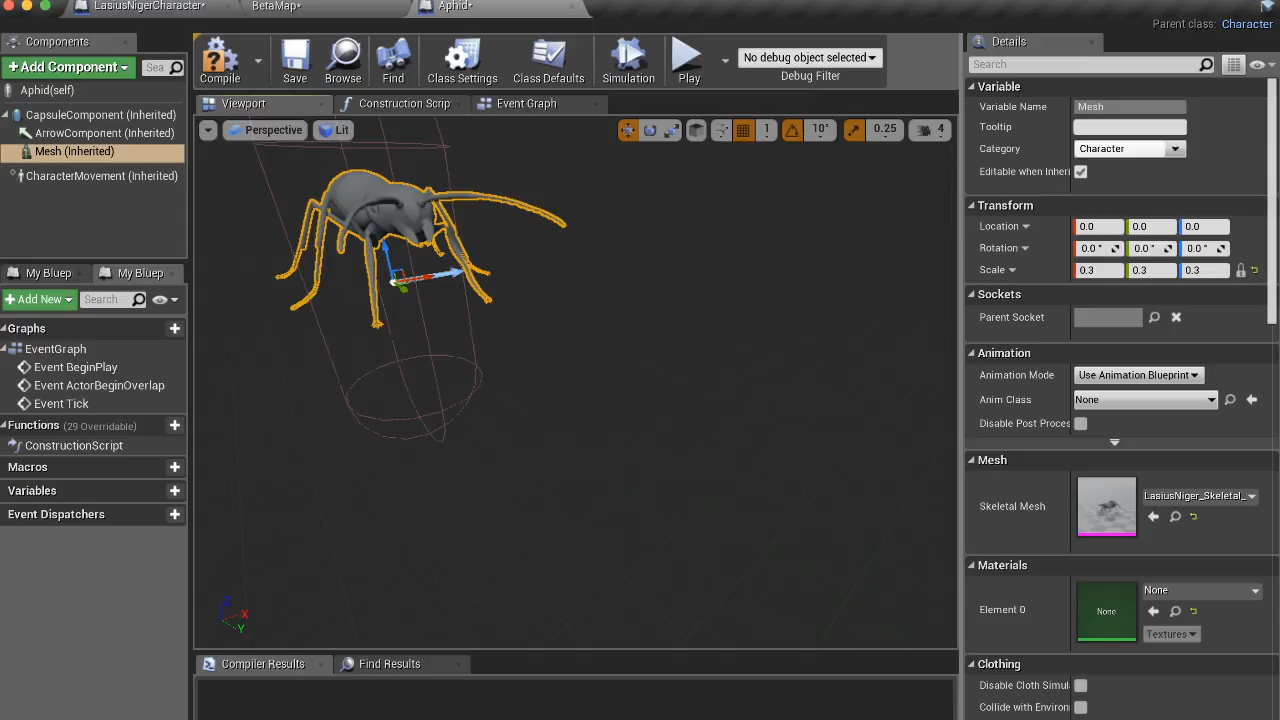 LasiusNigerCharacter*
BetaMap*
Aphid*
Parent class: Character
Components
+Add Component
Sea
Aphid(self)
CapsuleComponent (Inherited)
ArrowComponent (Inherited)
Mesh (Inherited)
CharacterMovement (Inherited)
My Bluep
My Bluep
+Add New
Search
Graphs
EventGraph
Event BeginPlay
Event ActorBeginOverlap
Event Tick
Functions (29 Overridable)
ConstructionScript
Macros
Variables
Event Dispatchers
Compile
Save
Browse
Find
Class Settings
Class Defaults
Simulation
Play
No debug object selected
Debug Filter
Viewport
Construction Scrip
Event Graph
Perspective
Lit
1
10°
0.25
4
Z
X
Y
Compiler Results
Find Results
Details
Search
Variable
Variable Name Mesh
Tooltip
Category Character
Editable when Inheri
Transform
Location 0.0 0.0 0.0
Rotation 0.0 ° 0.0 ° 0.0 °
Scale 0.3 0.3 0.3
Sockets
Parent Socket
Animation
Animation Mode Use Animation Blueprint
Anim Class None
Disable Post Proces
Mesh
Skeletal Mesh LasiusNiger_Skeletal_
Materials
Element 0 None None
Textures
Clothing
Disable Cloth Simul
Collide with Environ